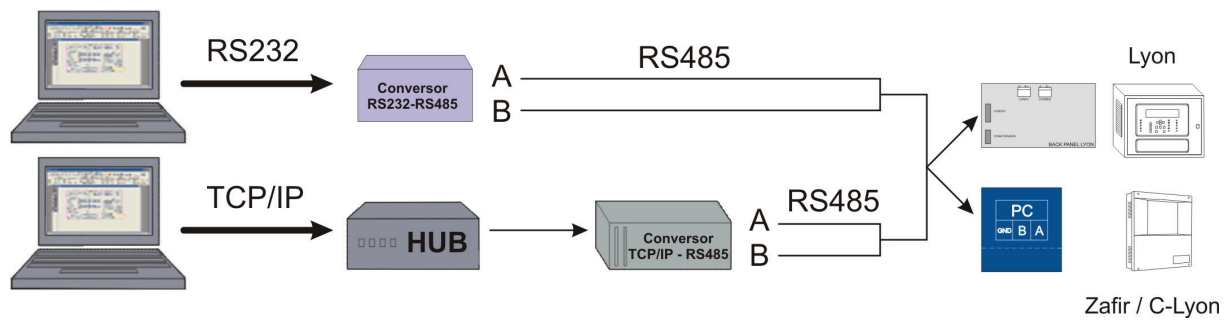 RS232
Conversor
RS232-RS485
A
B
RS485
Lyon
BACK PANEL LYON
TCP/IP
HUB
Conversor
TCP/IP - RS485
A
B
RS485
PC
GND B A
Zafir / C-Lyon